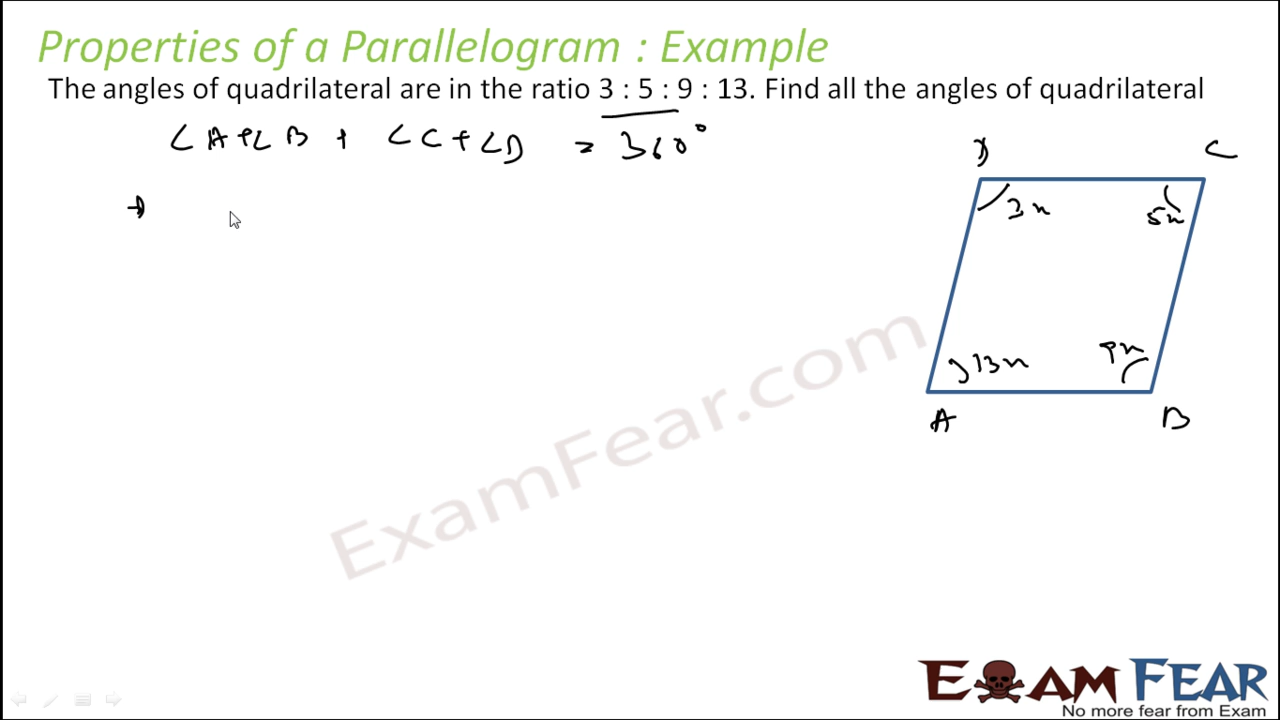 Properties of a Parallelogram : Example
The angles of quadrilateral are in the ratio 3 : 5 : 9 : 13. Find all the angles of quadrilateral
∠A + ∠B + ∠C + ∠D = 360°
D C
3x 5x
13x 9x
A B
ExamFear.com
EXAM FEAR
No more fear from Exam